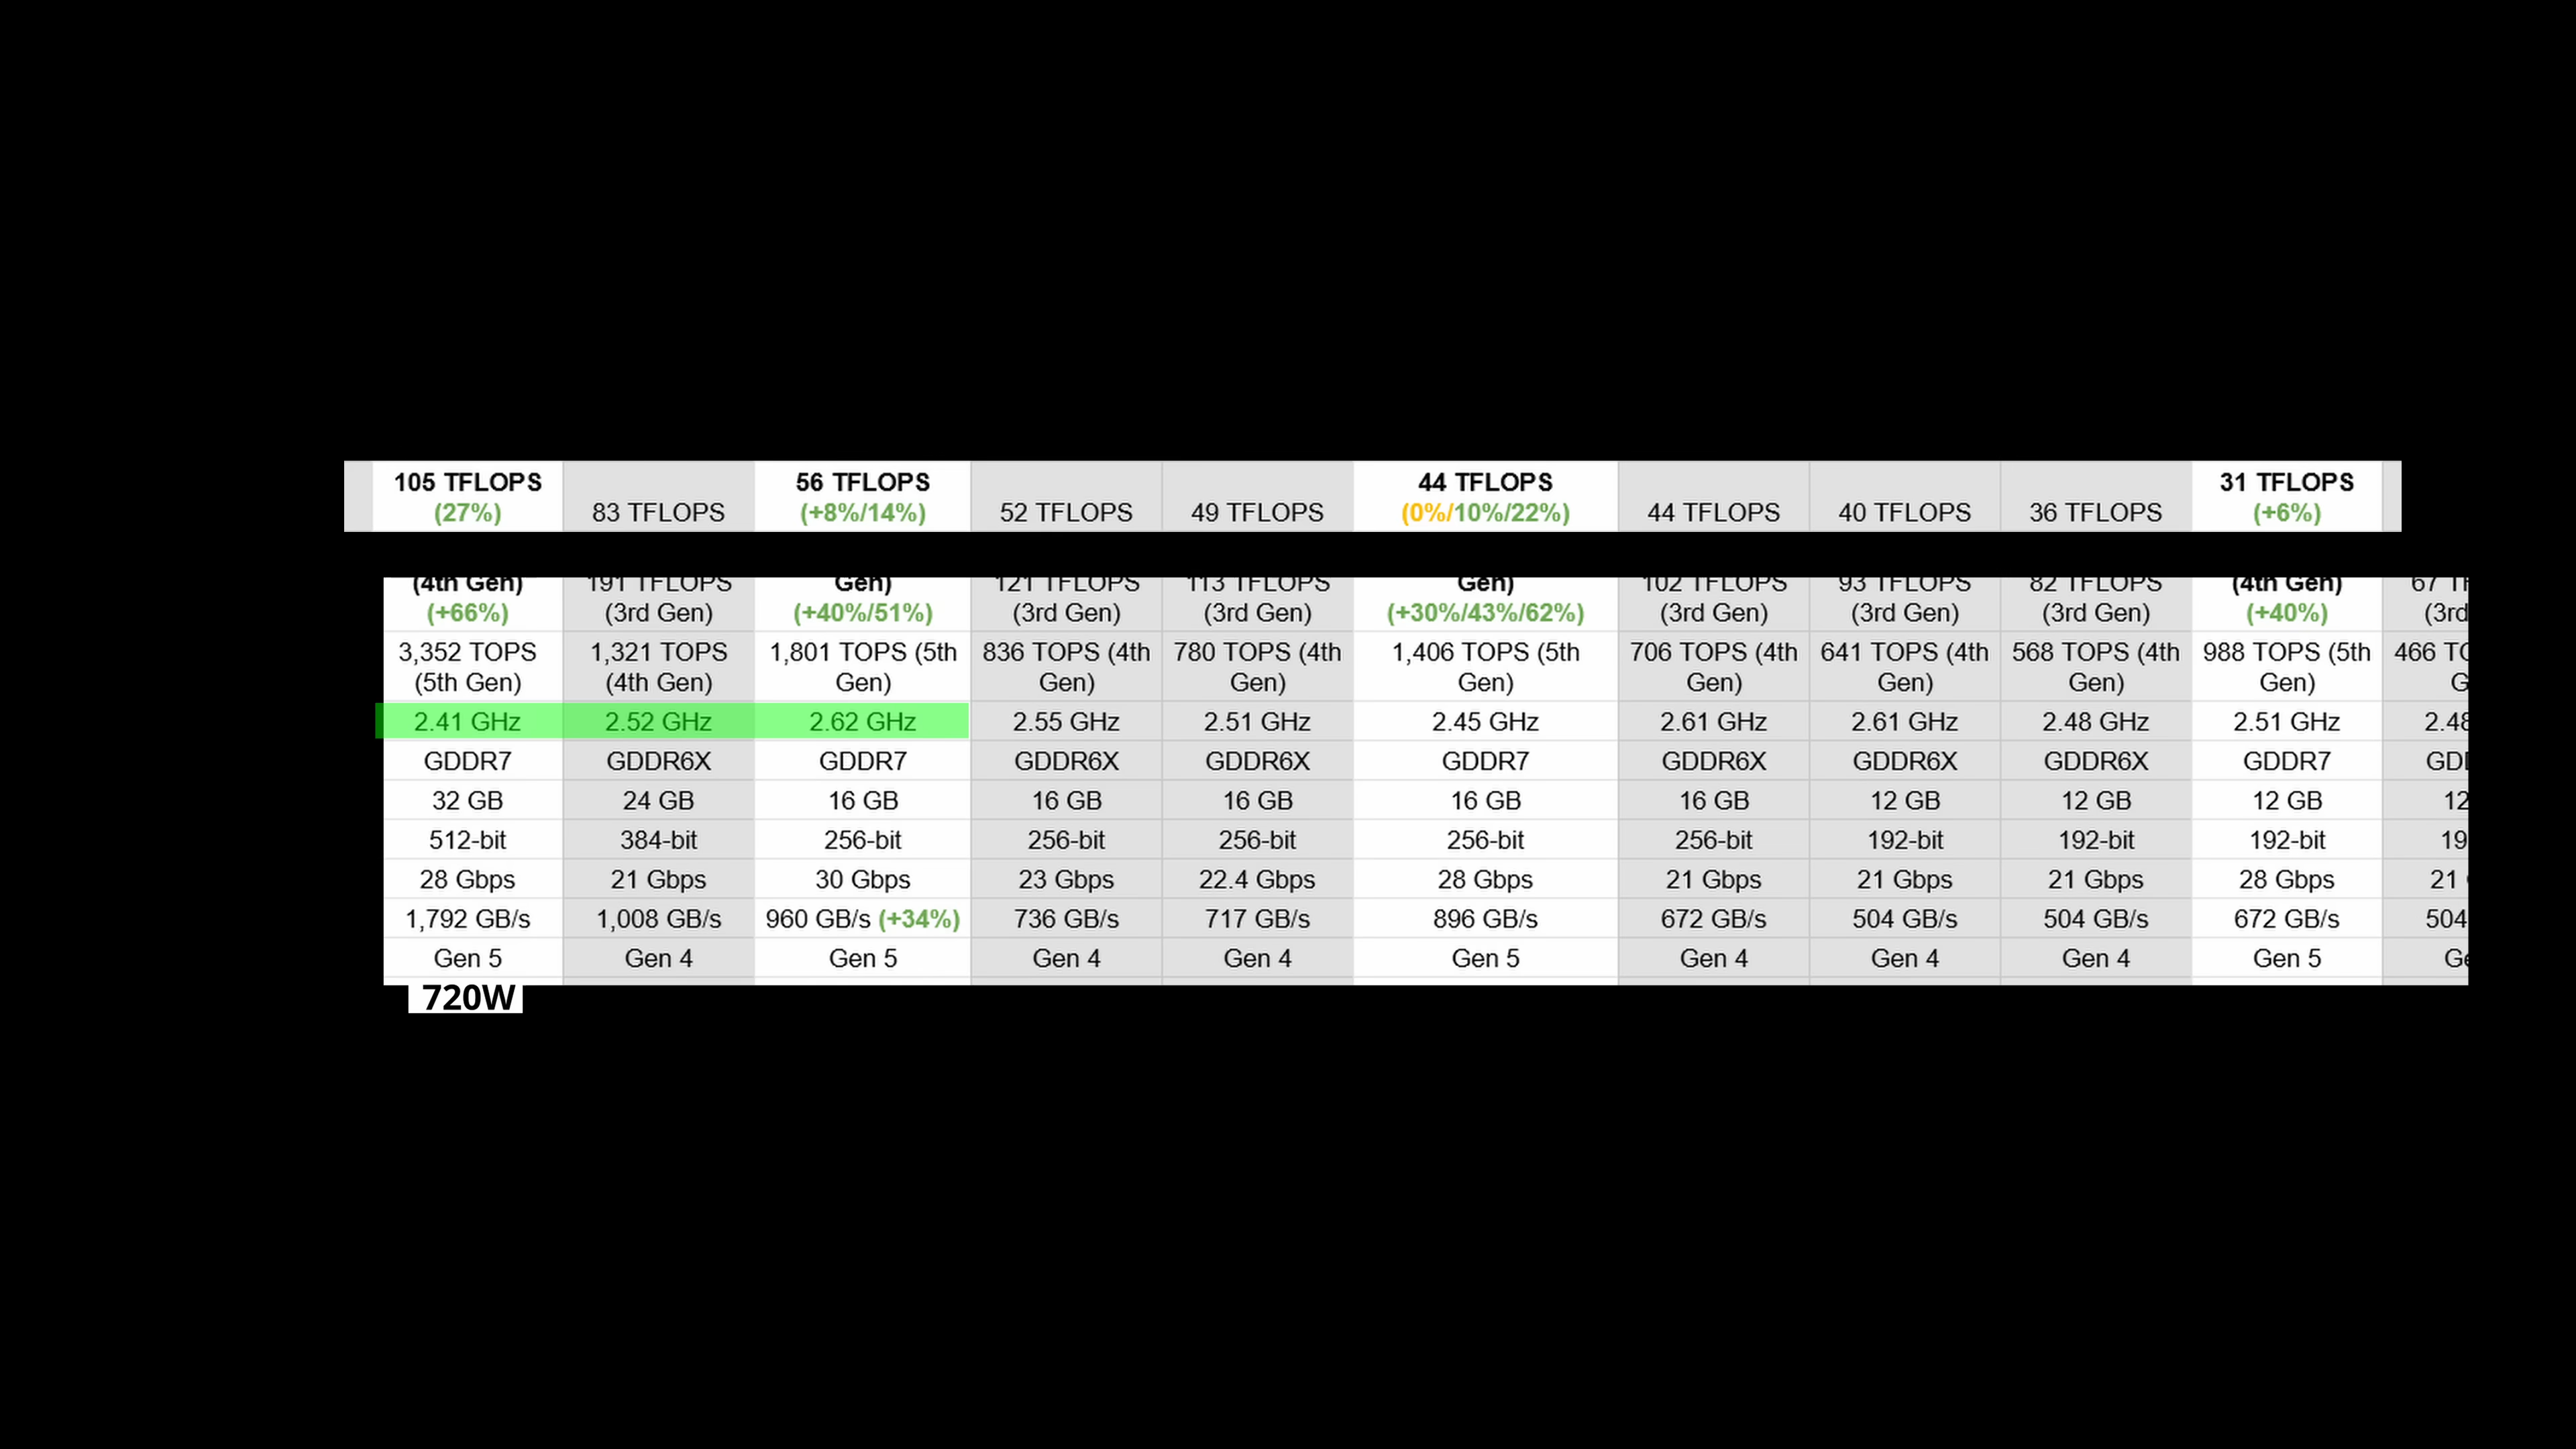 105 TFLOPS 56 TFLOPS 44 TFLOPS 31 TFLOPS
(27%) 83 TFLOPS (+8%/14%) 52 TFLOPS 49 TFLOPS (0%/10%/22%) 44 TFLOPS 40 TFLOPS 36 TFLOPS (+6%)
(4th Gen) 191 TFLOPS Gen) 121 TFLOPS 113 TFLOPS Gen) 102 TFLOPS 93 TFLOPS 82 TFLOPS (4th Gen) 67
(+66%) (3rd Gen) (+40%/51%) (3rd Gen) (3rd Gen) (+30%/43%/62%) (3rd Gen) (3rd Gen) (3rd Gen) (+40%) (3rd
3,352 TOPS 1,321 TOPS 1,801 TOPS (5th 836 TOPS (4th 780 TOPS (4th 1,406 TOPS (5th 706 TOPS (4th 641 TOPS (4th 568 TOPS (4th 988 TOPS (5th 466
(5th Gen) (4th Gen) Gen) Gen) Gen) Gen) Gen) Gen) Gen) Gen)
2.41 GHz 2.52 GHz 2.62 GHz 2.55 GHz 2.51 GHz 2.45 GHz 2.61 GHz 2.61 GHz 2.48 GHz 2.51 GHz 2.48
GDDR7 GDDR6X GDDR7 GDDR6X GDDR6X GDDR7 GDDR6X GDDR6X GDDR6X GDDR7
32 GB 24 GB 16 GB 16 GB 16 GB 16 GB 16 GB 12 GB 12 GB 12 GB 12
512-bit 384-bit 256-bit 256-bit 256-bit 256-bit 256-bit 192-bit 192-bit 192-bit 19
28 Gbps 21 Gbps 30 Gbps 23 Gbps 22.4 Gbps 28 Gbps 21 Gbps 21 Gbps 21 Gbps 28 Gbps 21
1,792 GB/s 1,008 GB/s 960 GB/s (+34%) 736 GB/s 717 GB/s 896 GB/s 672 GB/s 504 GB/s 504 GB/s 672 GB/s 504
Gen 5 Gen 4 Gen 5 Gen 4 Gen 4 Gen 5 Gen 4 Gen 4 Gen 4 Gen 5
720W